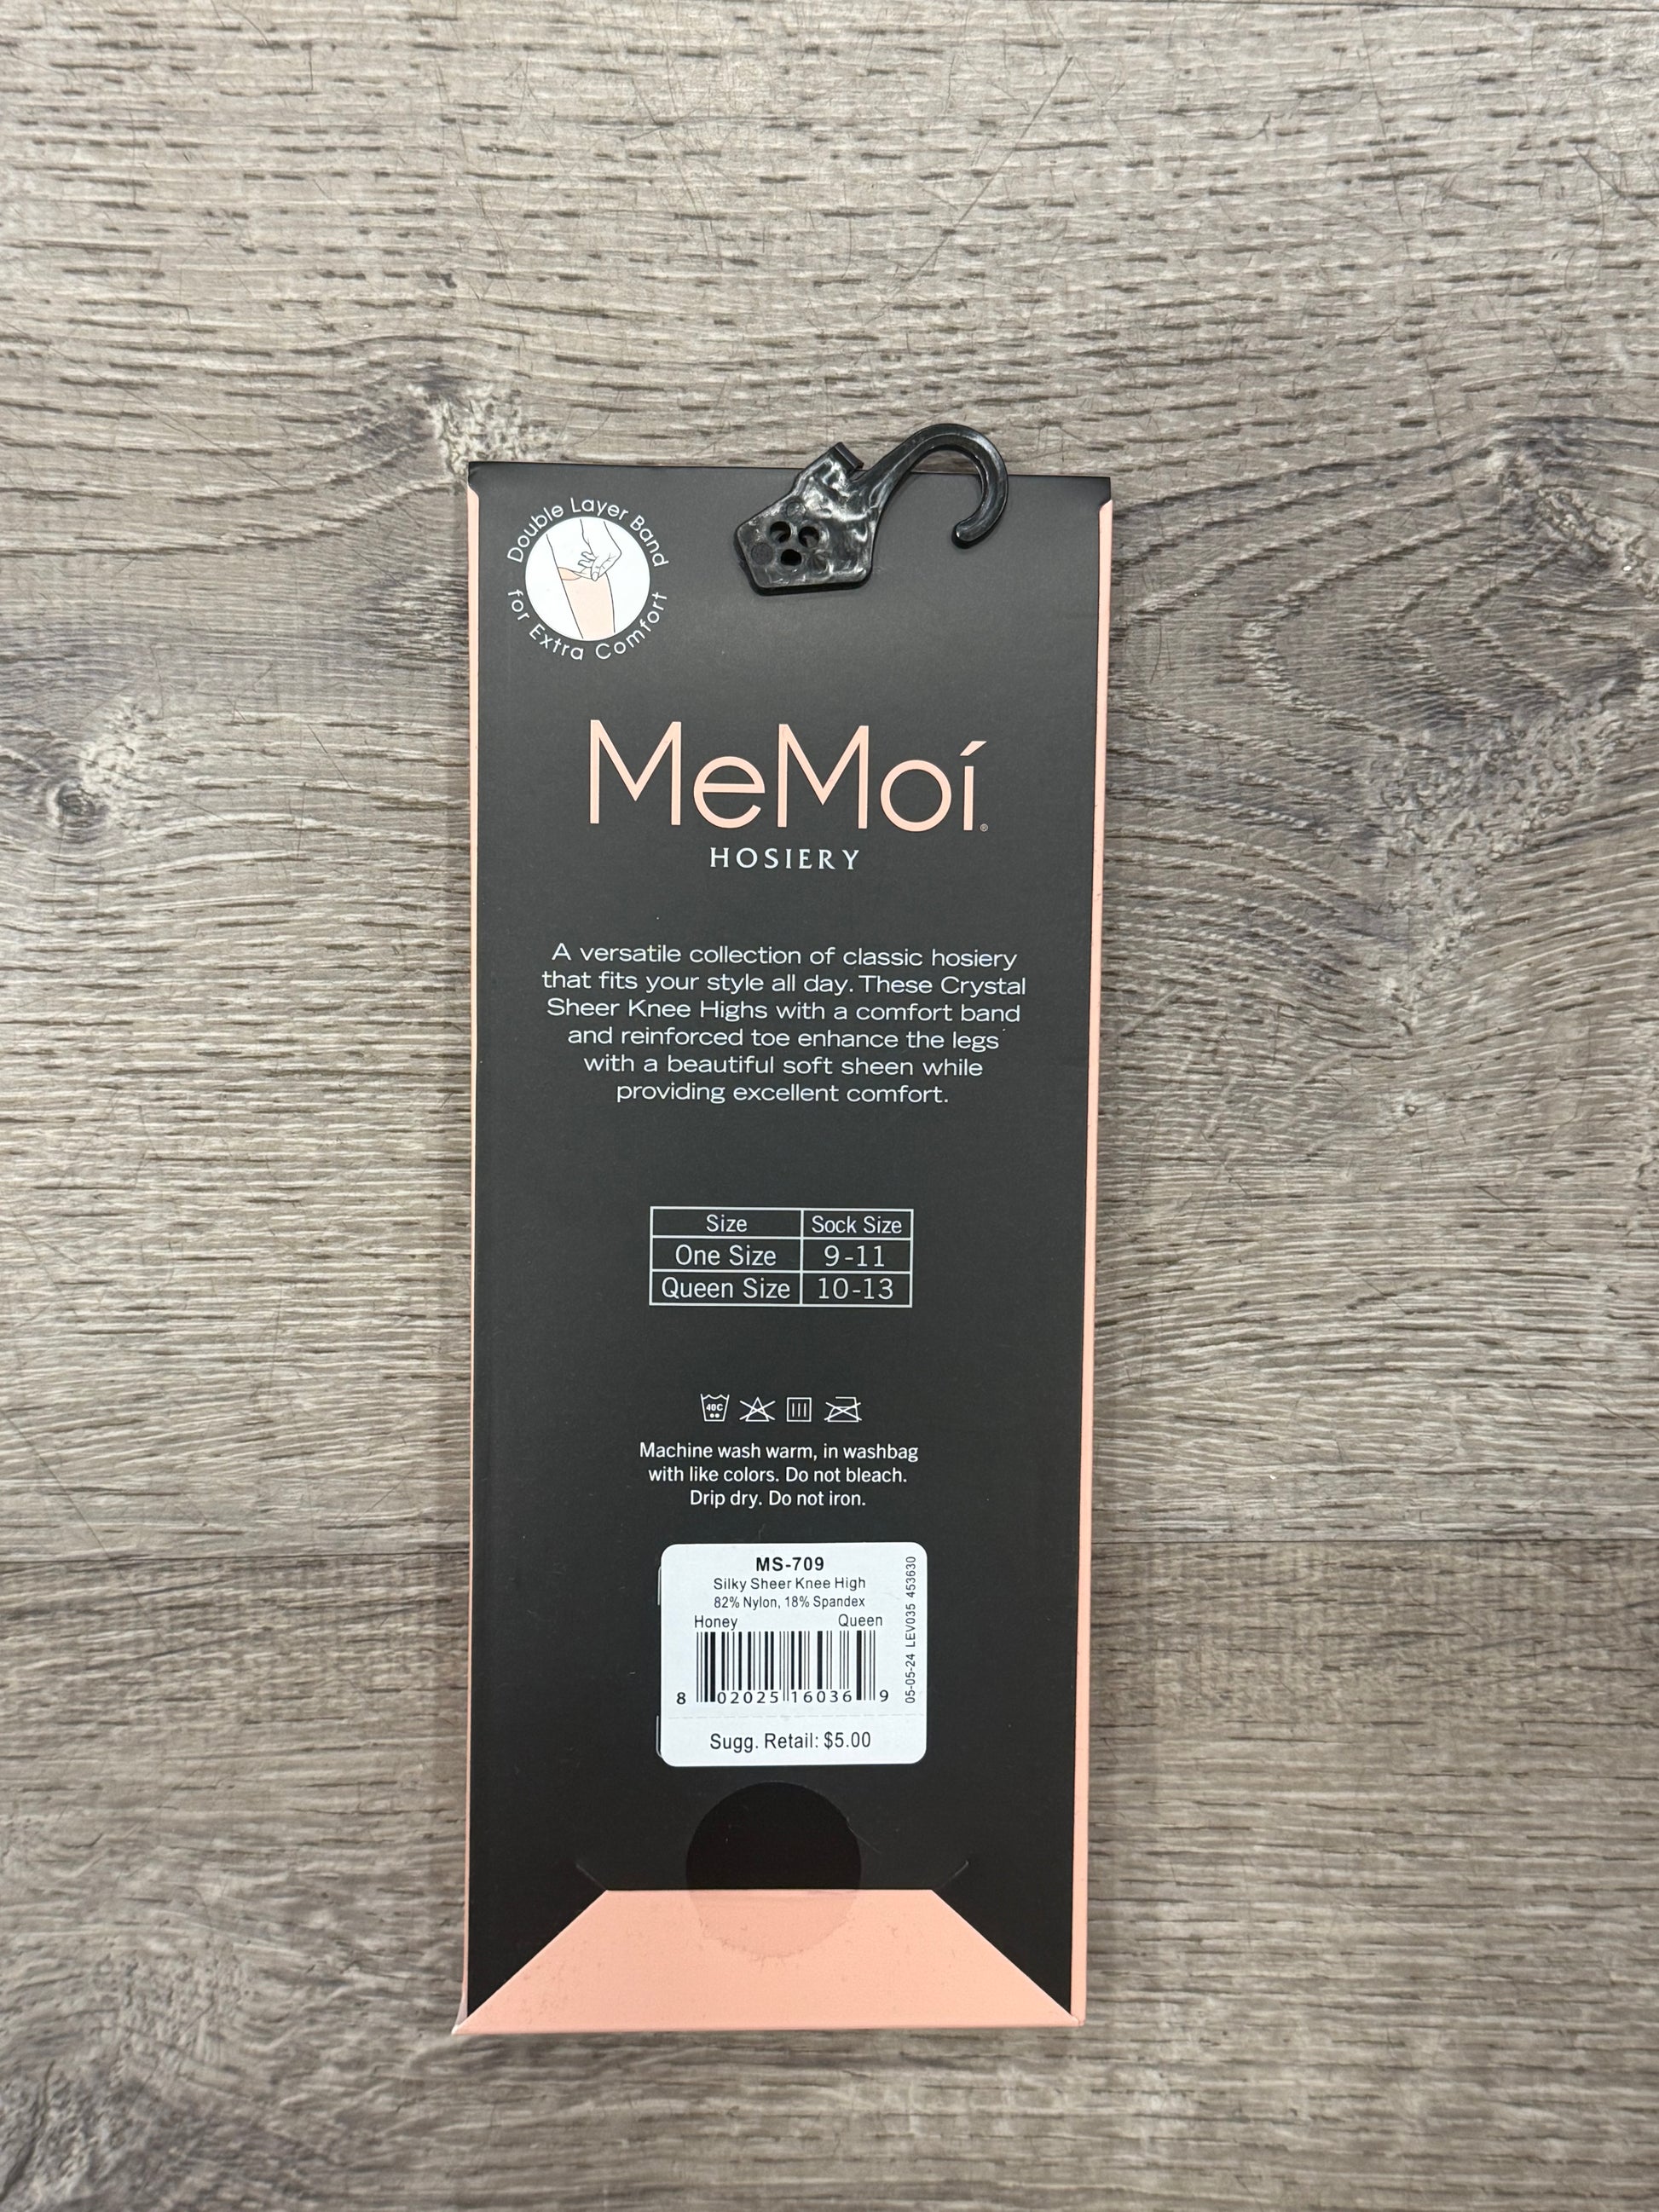 Double Layer Band
for Extra Comfort
MeMoí®
HOSIERY
A versatile collection of classic hosiery
that fits your style all day. These Crystal
Sheer Knee Highs with a comfort band
and reinforced toe enhance the legs
with a beautiful soft sheen while
providing excellent comfort.
Size Sock Size
One Size 9-11
Queen Size 10-13
40C
Machine wash warm, in washbag
with like colors. Do not bleach.
Drip dry. Do not iron.
MS-709
Silky Sheer Knee High
82% Nylon, 18% Spandex
Honey Queen
8 02025 16036 9
05-05-24 LEV035 453630
Sugg. Retail: $5.00